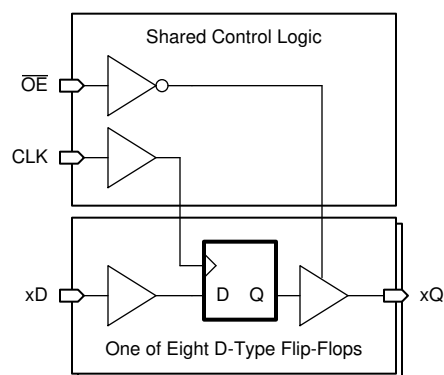 Shared Control Logic
OE
CLK
xD
D Q
xQ
One of Eight D-Type Flip-Flops